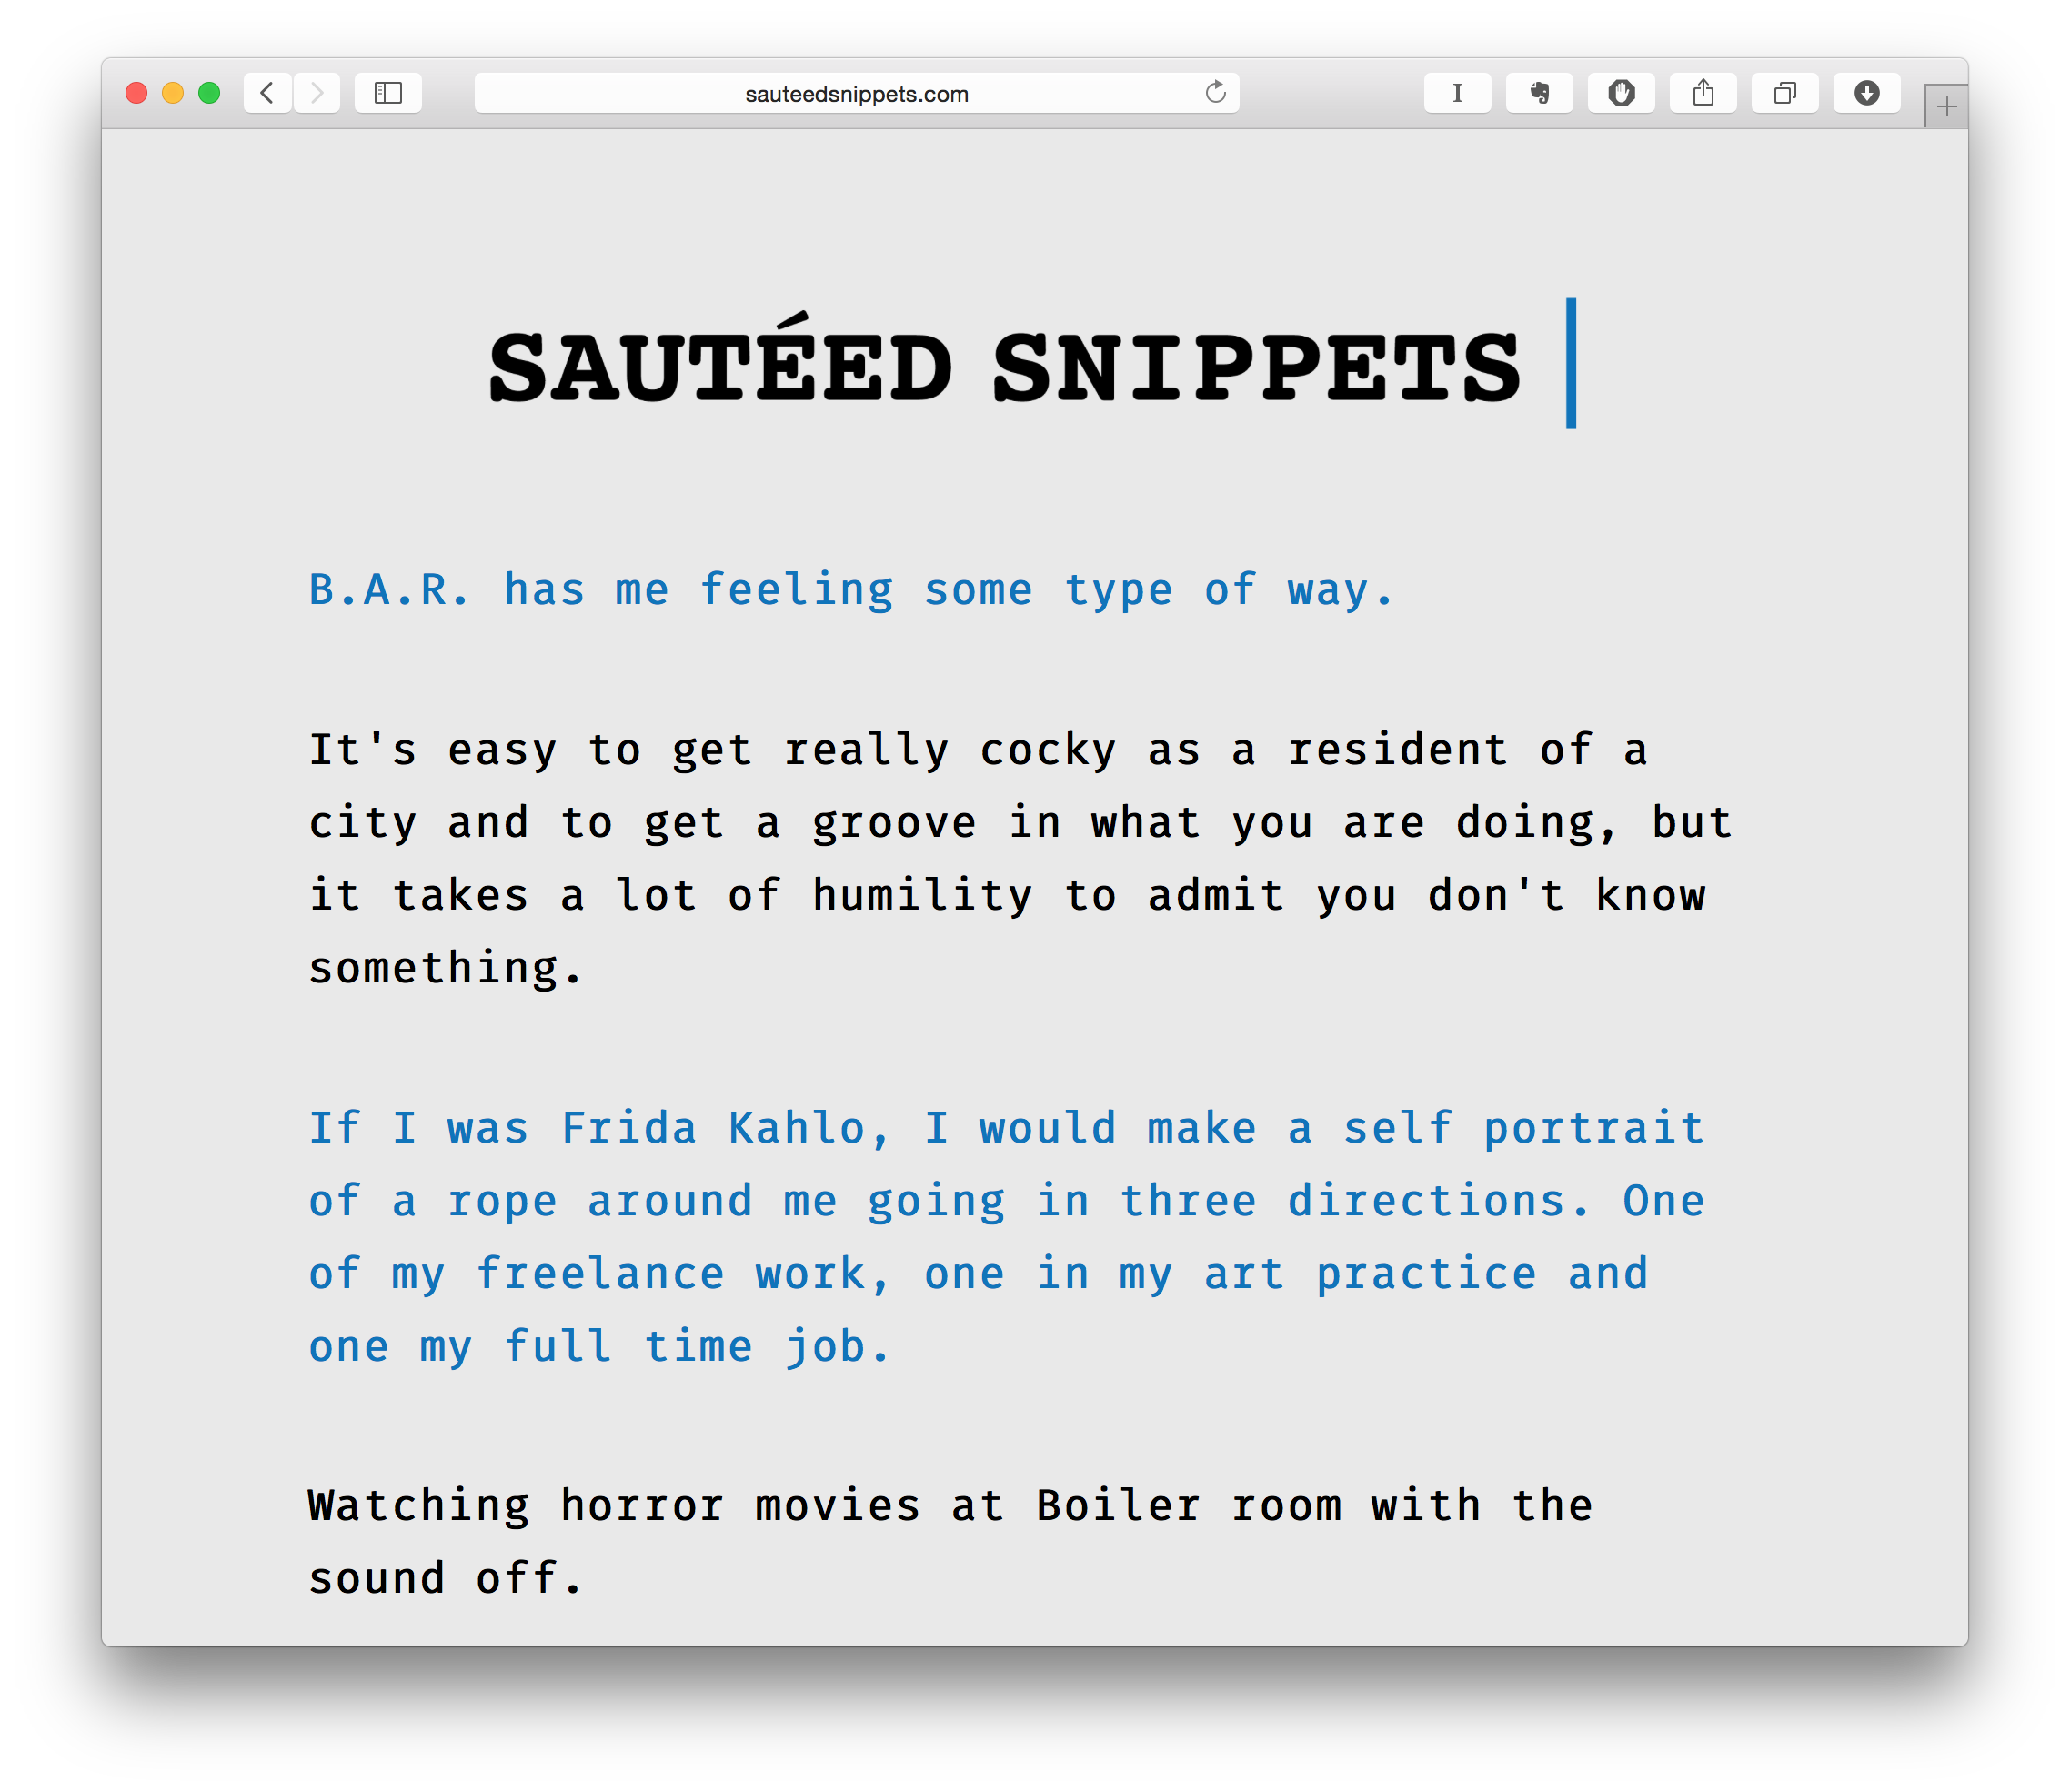 sauteedsnippets.com
SAUTÉED SNIPPETS
B.A.R. has me feeling some type of way.
It's easy to get really cocky as a resident of a
city and to get a groove in what you are doing, but
it takes a lot of humility to admit you don't know
something.
If I was Frida Kahlo, I would make a self portrait
of a rope around me going in three directions. One
of my freelance work, one in my art practice and
one my full time job.
Watching horror movies at Boiler room with the
sound off.